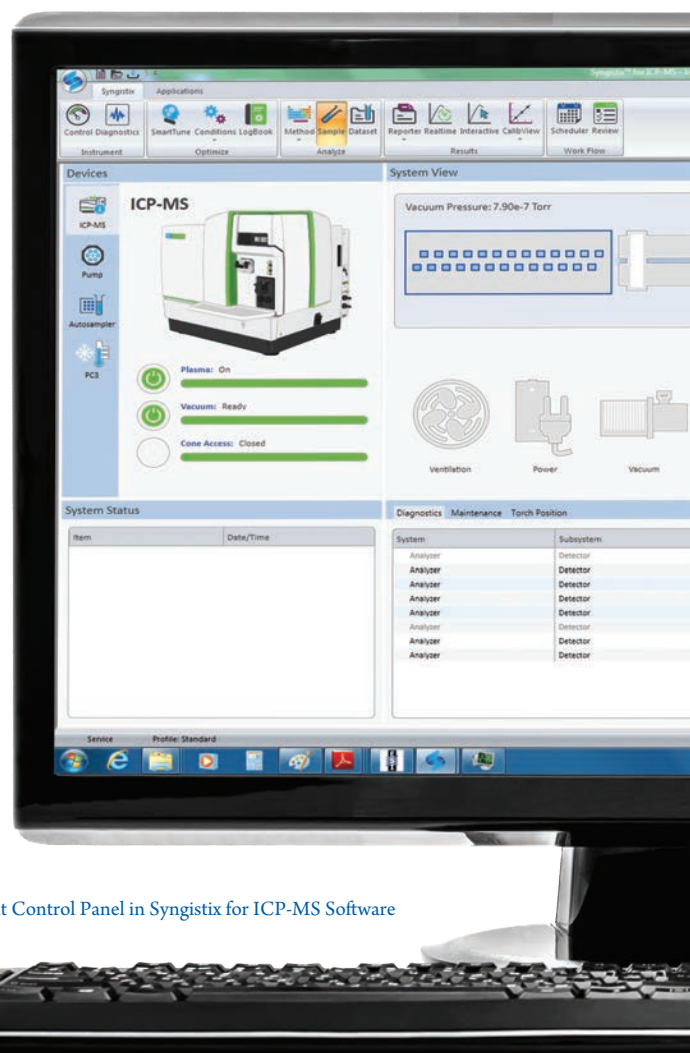 Syngistix™ for ICP-MS
Syngistix Applications
Control Diagnostics SmartTune Conditions LogBook Method Sample Dataset Reporter Realtime Interactive CalibView Scheduler Review
Instrument Optimize Analyze Results Work Flow
Devices
ICP-MS
ICP-MS
Pump
Autosampler
PC3
Plasma: On
Vacuum: Ready
Cone Access: Closed
System View
Vacuum Pressure: 7.90e-7 Torr
Ventilation Power Vacuum
System Status
Item Date/Time
Diagnostics Maintenance Torch Position
System Subsystem
Analyzer Detector
Analyzer Detector
Analyzer Detector
Analyzer Detector
Analyzer Detector
Analyzer Detector
Analyzer Detector
Analyzer Detector
Service Profile: Standard
t Control Panel in Syngistix for ICP-MS Software